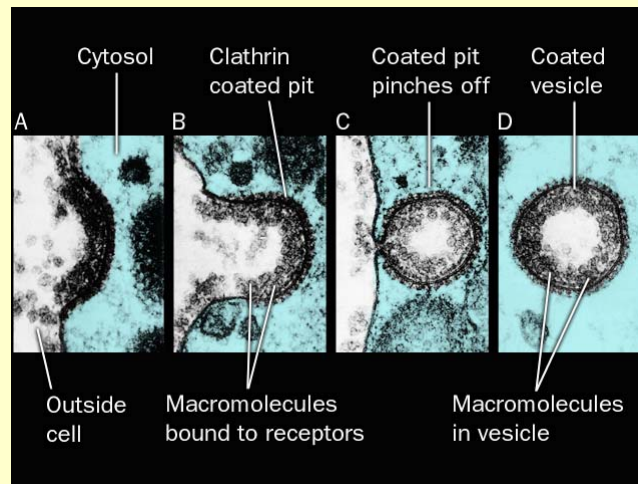 Cytosol
Clathrin
coated pit
Coated pit
pinches off
Coated
vesicle
A
B
C
D
Outside
cell
Macromolecules
bound to receptors
Macromolecules
in vesicle